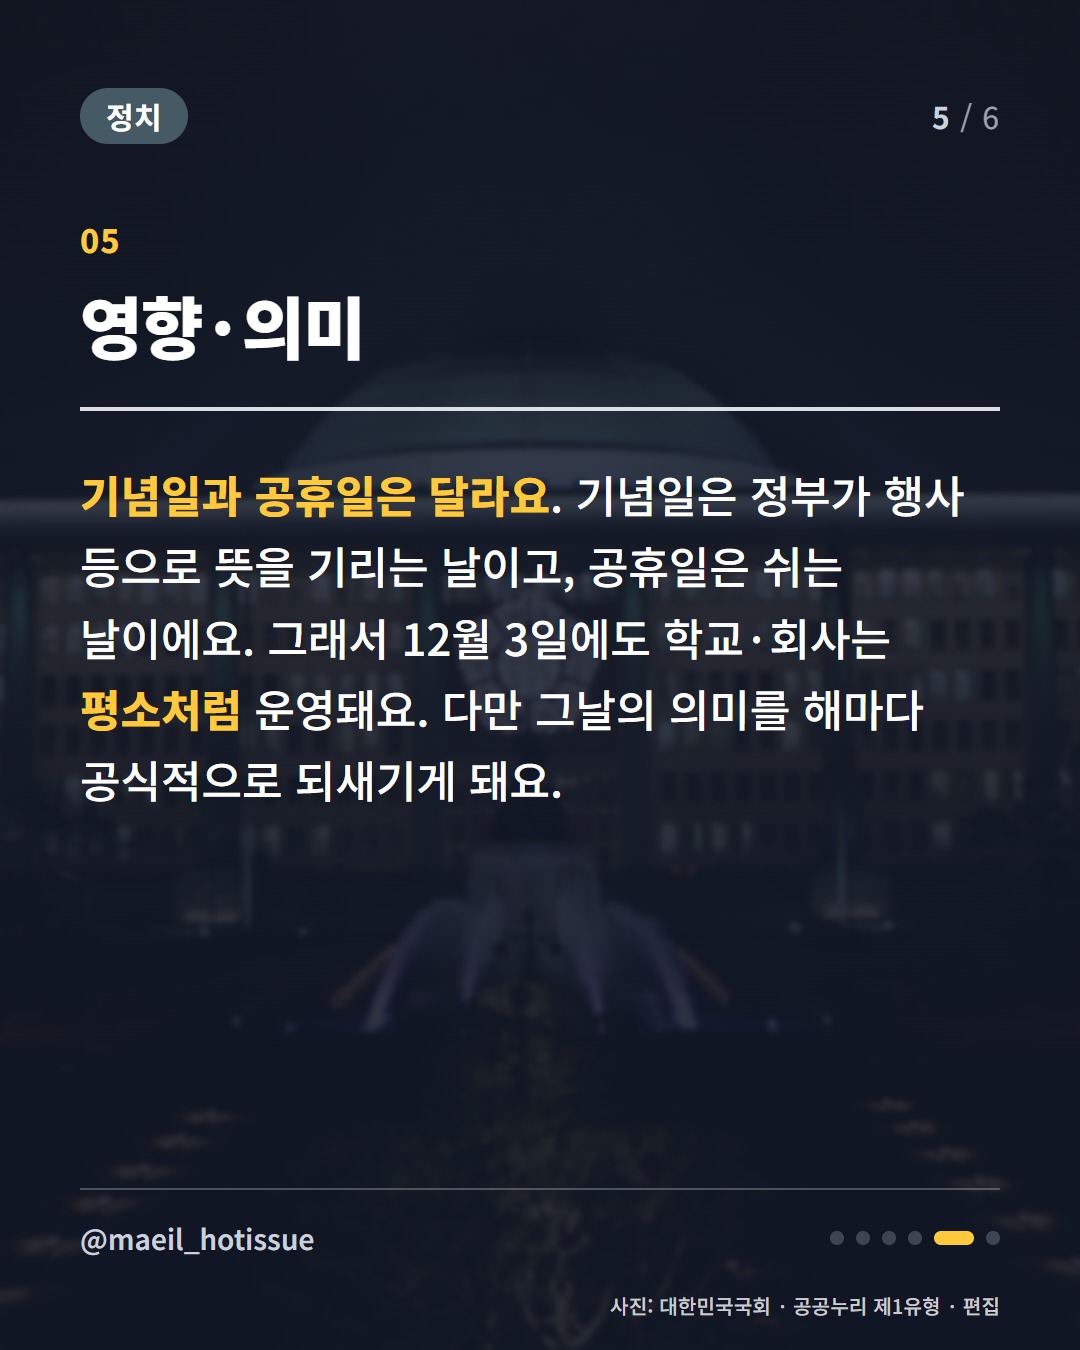 정치
5 / 6
05
영향·의미
기념일과 공휴일은 달라요. 기념일은 정부가 행사
등으로 뜻을 기리는 날이고, 공휴일은 쉬는
날이에요. 그래서 12월 3일에도 학교·회사는
평소처럼 운영돼요. 다만 그날의 의미를 해마다
공식적으로 되새기게 돼요.
@maeil_hotissue
사진: 대한민국국회 · 공공누리 제1유형 · 편집